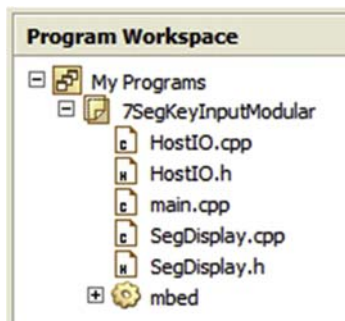 Program Workspace
My Programs
7SegKeyInputModular
HostIO.cpp
HostIO.h
main.cpp
SegDisplay.cpp
SegDisplay.h
mbed